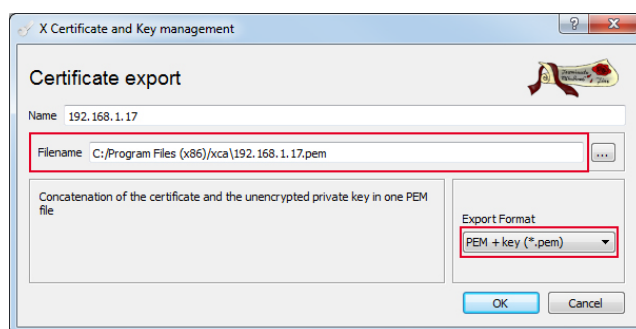 X Certificate and Key management
Certificate export
Name 192.168.1.17
Filename C:/Program Files (x86)/xca\192.168.1.17.pem
...
Concatenation of the certificate and the unencrypted private key in one PEM
file
Export Format
PEM + key (*.pem)
OK Cancel